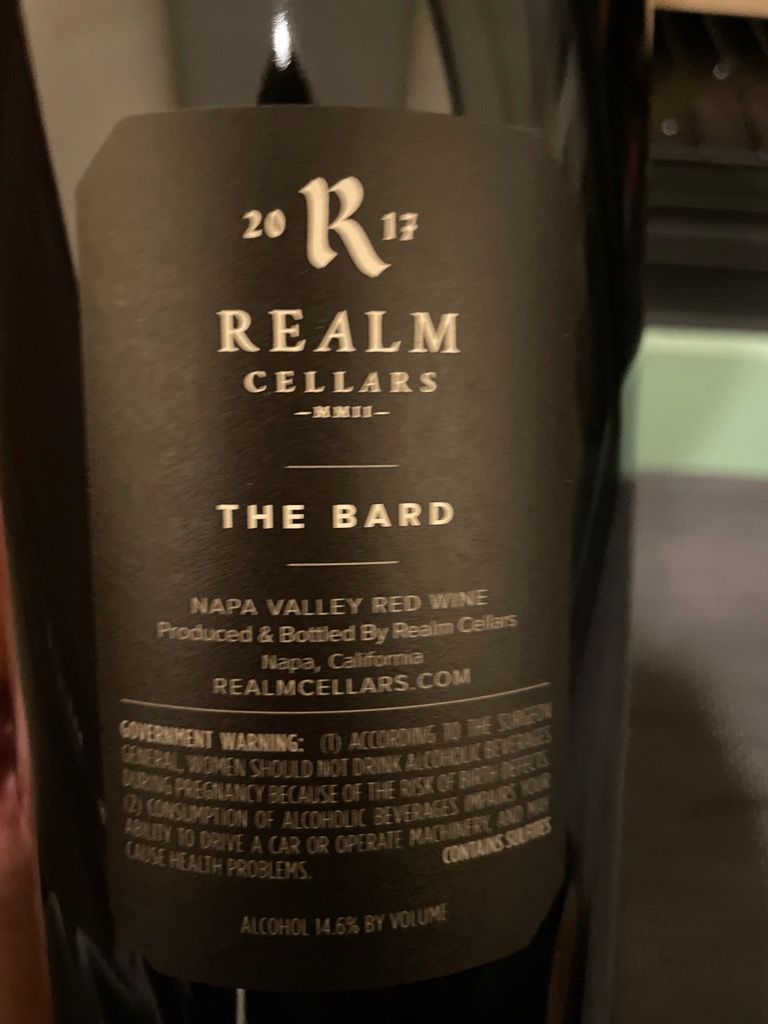 20 R 17
REALM
CELLARS
–MMII–
THE BARD
NAPA VALLEY RED WINE
Produced & Bottled By Realm Cellars
Napa, California
REALMCELLARS.COM
GOVERNMENT WARNING: (1) ACCORDING TO THE SURGEON
GENERAL, WOMEN SHOULD NOT DRINK ALCOHOLIC BEVERAGES
DURING PREGNANCY BECAUSE OF THE RISK OF BIRTH DEFECTS.
(2) CONSUMPTION OF ALCOHOLIC BEVERAGES IMPAIRS YOUR
ABILITY TO DRIVE A CAR OR OPERATE MACHINERY, AND MAY
CAUSE HEALTH PROBLEMS. CONTAINS SULFITES
ALCOHOL 14.6% BY VOLUME